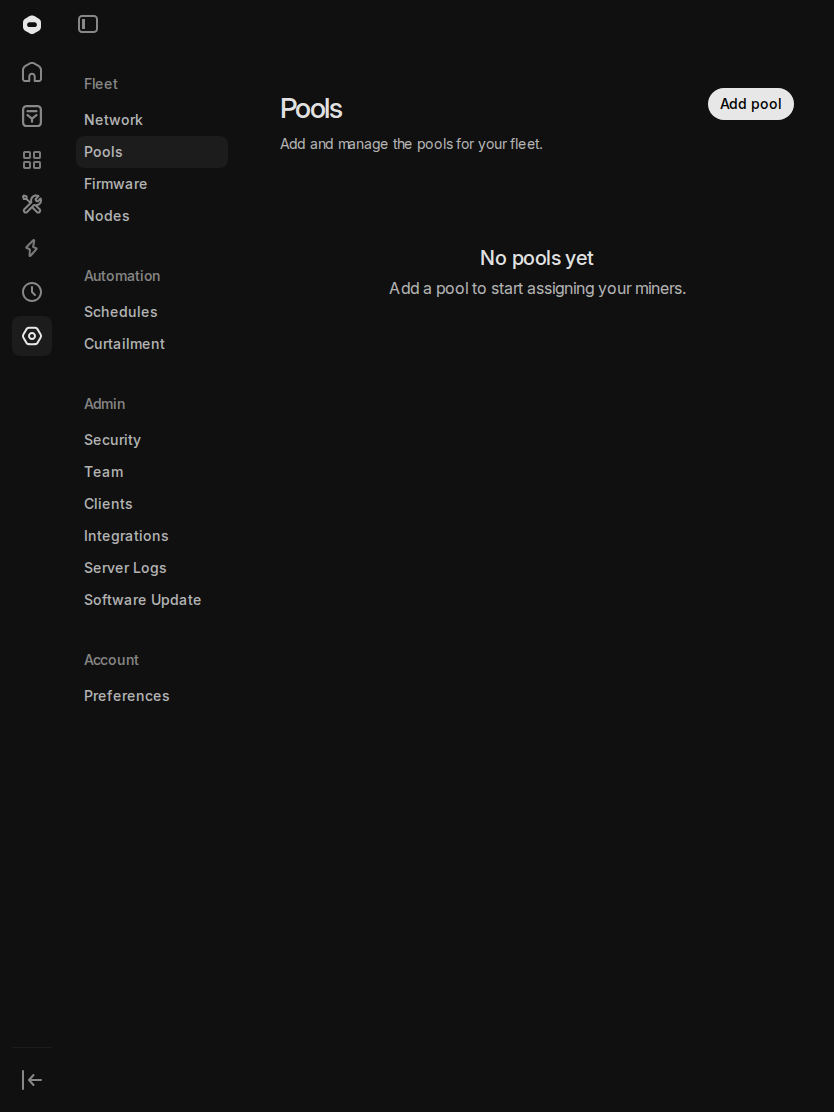 Fleet
Network
Pools
Firmware
Nodes
Automation
Schedules
Curtailment
Admin
Security
Team
Clients
Integrations
Server Logs
Software Update
Account
Preferences
Pools
Add pool
Add and manage the pools for your fleet.
No pools yet
Add a pool to start assigning your miners.